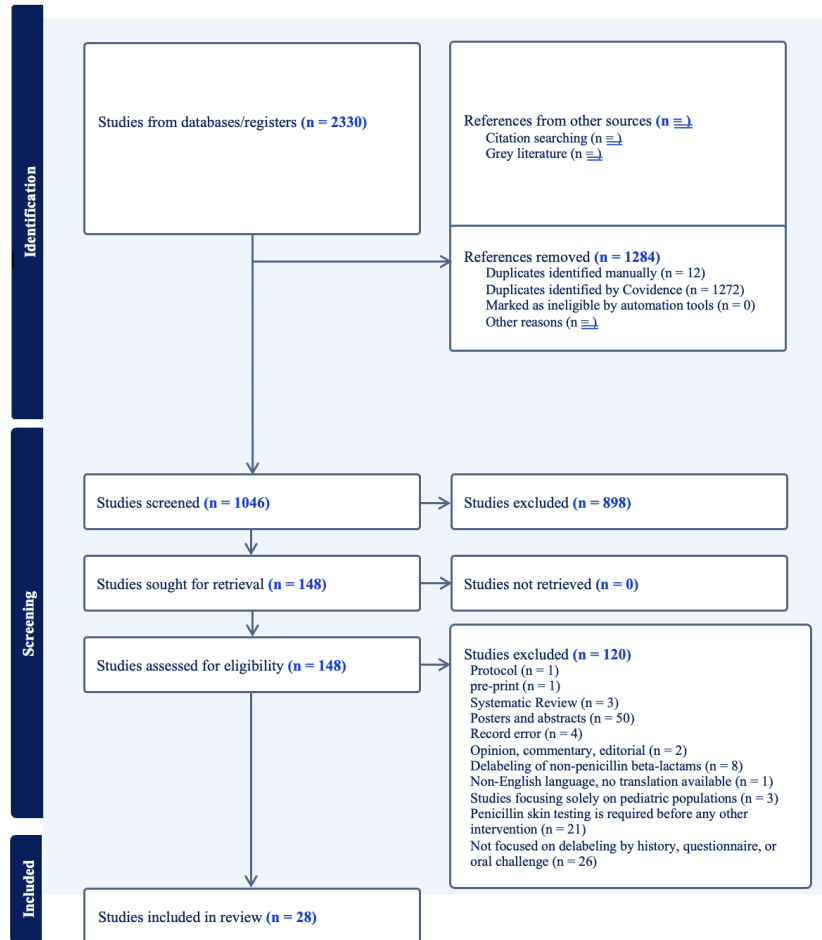 Identification
Studies from databases/registers (n = 2330)
References from other sources (n = )
Citation searching (n = )
Grey literature (n = )
References removed (n = 1284)
Duplicates identified manually (n = 12)
Duplicates identified by Covidence (n = 1272)
Marked as ineligible by automation tools (n = 0)
Other reasons (n = )
Screening
Studies screened (n = 1046)
Studies excluded (n = 898)
Studies sought for retrieval (n = 148)
Studies not retrieved (n = 0)
Studies assessed for eligibility (n = 148)
Studies excluded (n = 120)
Protocol (n = 1)
pre-print (n = 1)
Systematic Review (n = 3)
Posters and abstracts (n = 50)
Record error (n = 4)
Opinion, commentary, editorial (n = 2)
Delabeling of non-penicillin beta-lactams (n = 8)
Non-English language, no translation available (n = 1)
Studies focusing solely on pediatric populations (n = 3)
Penicillin skin testing is required before any other
intervention (n = 21)
Not focused on delabeling by history, questionnaire, or
oral challenge (n = 26)
Included
Studies included in review (n = 28)